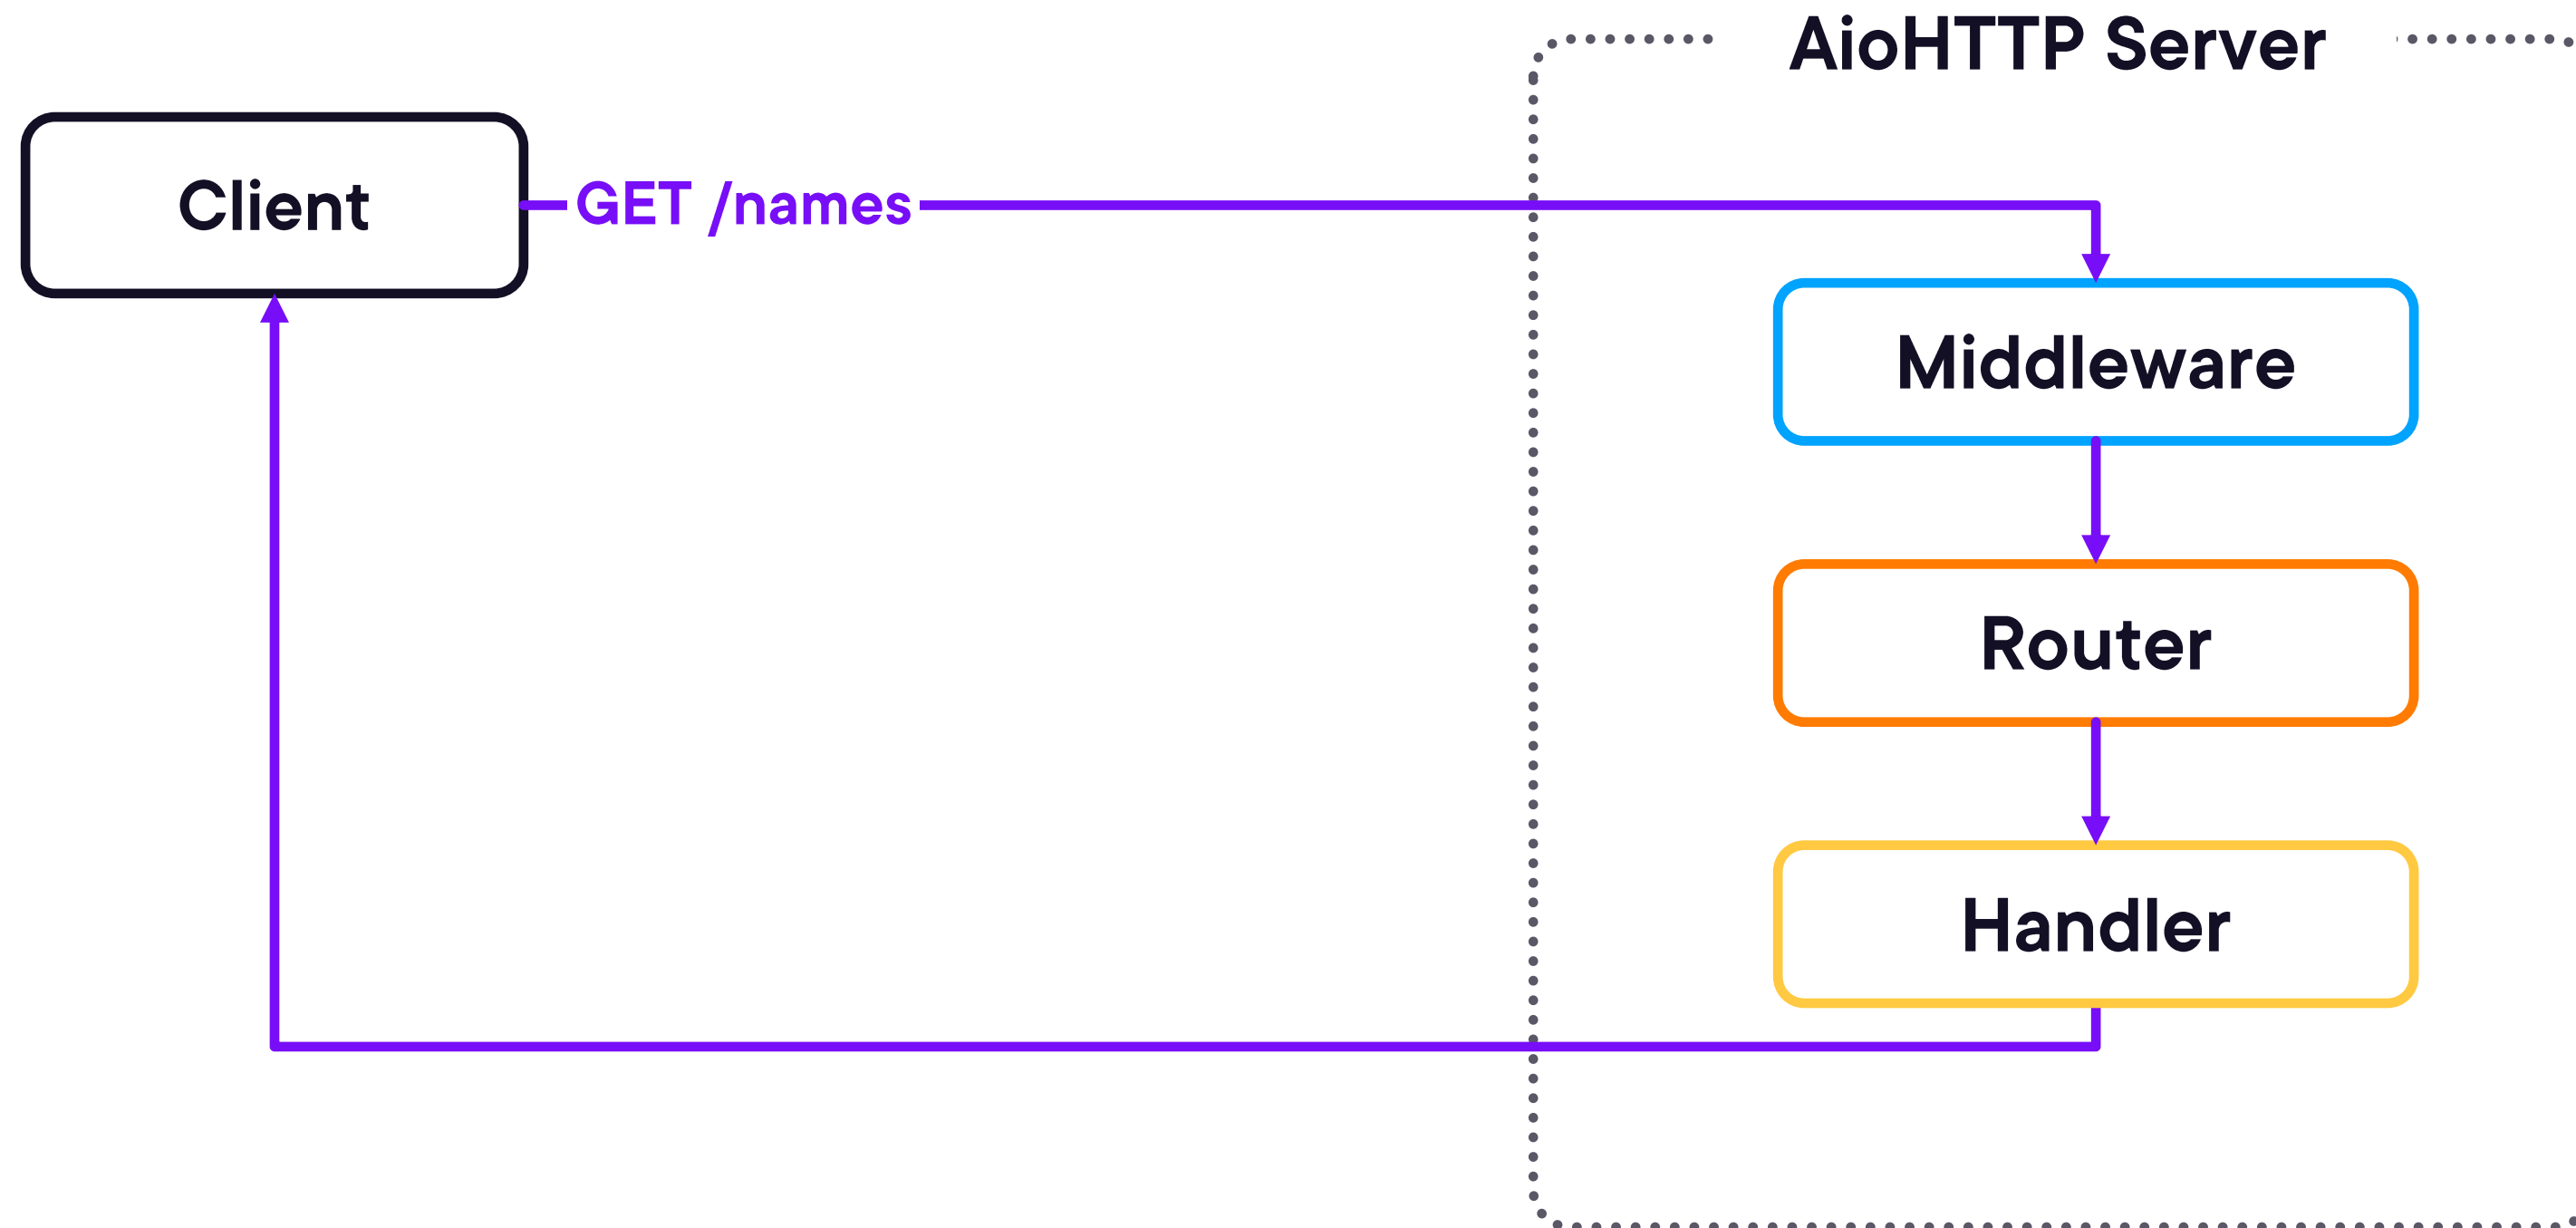 AioHTTP Server
Client
GET /names
Middleware
Router
Handler